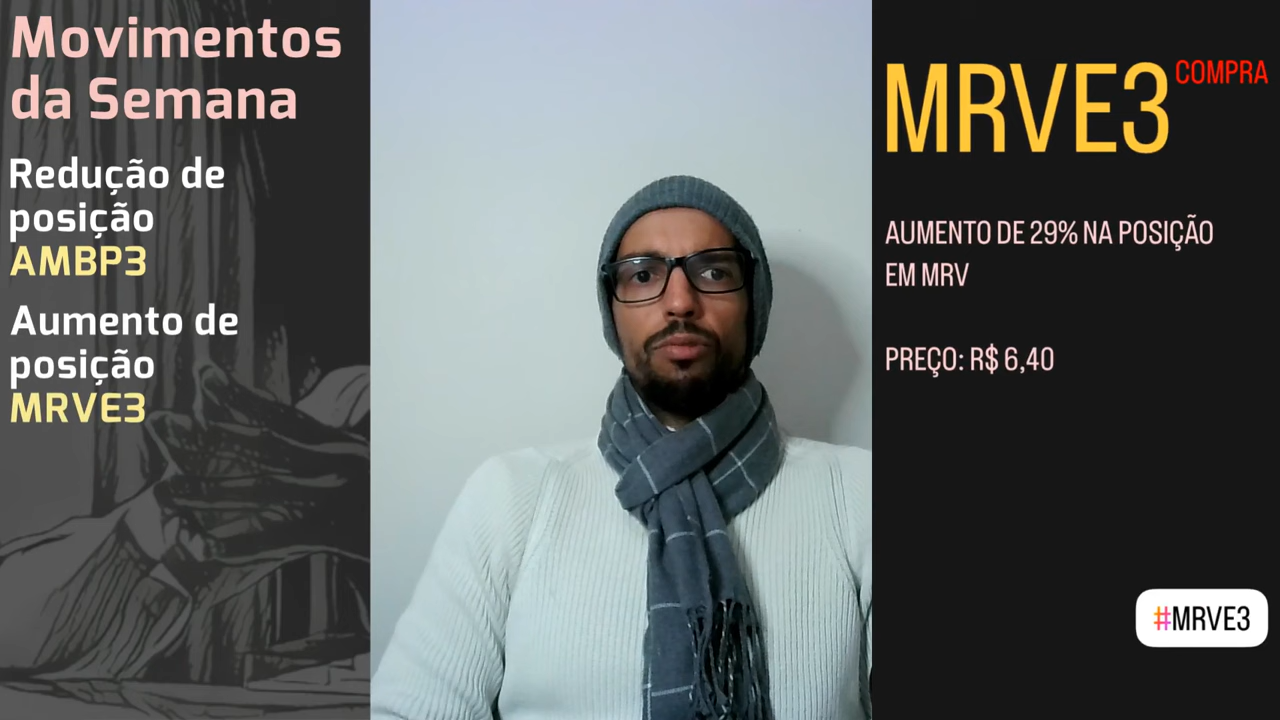 Movimentos
da Semana
Redução de
posição
AMBP3
Aumento de
posição
MRVE3
MRVE3 COMPRA
AUMENTO DE 29% NA POSIÇÃO
EM MRV
PREÇO: R$ 6,40
#MRVE3